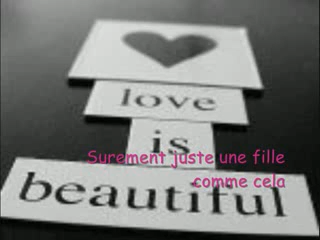 love
is
Surement juste une fille
comme cela
beautiful